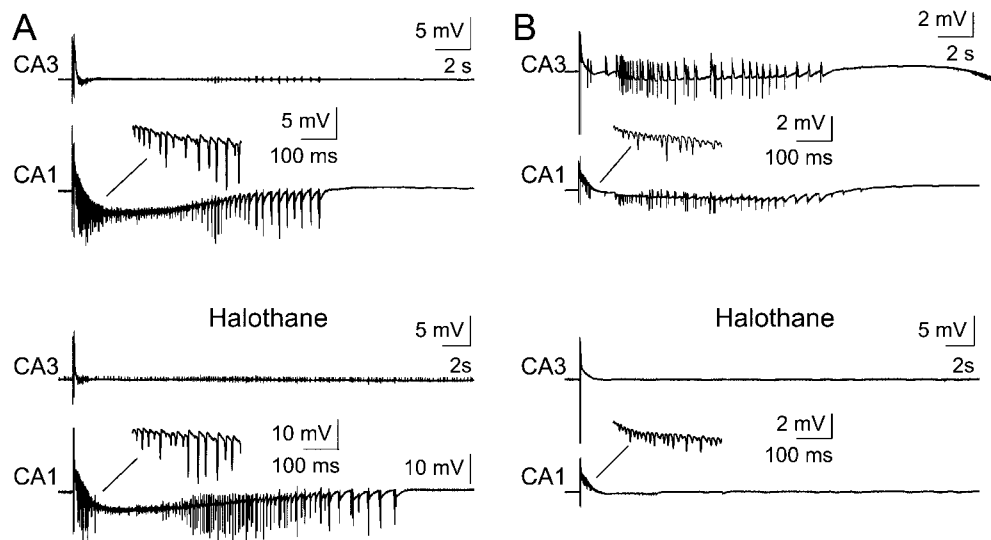 A
5 mV
CA3
2 s
5 mV
100 ms
CA1
Halothane
5 mV
CA3
2s
10 mV
100 ms
10 mV
CA1
B
2 mV
CA3
2 s
2 mV
100 ms
CA1
Halothane
5 mV
CA3
2s
2 mV
100 ms
CA1